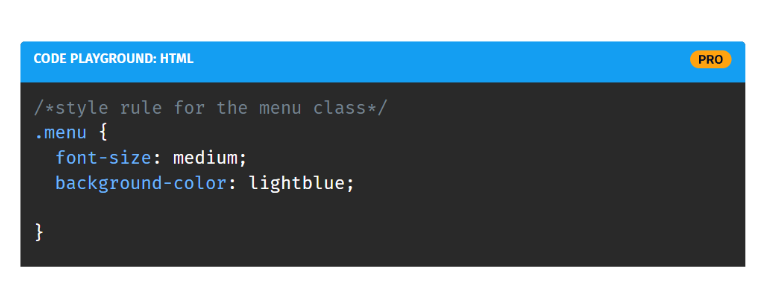 CODE PLAYGROUND: HTML
PRO
/*style rule for the menu class*/
.menu {
  font-size: medium;
  background-color: lightblue;
}